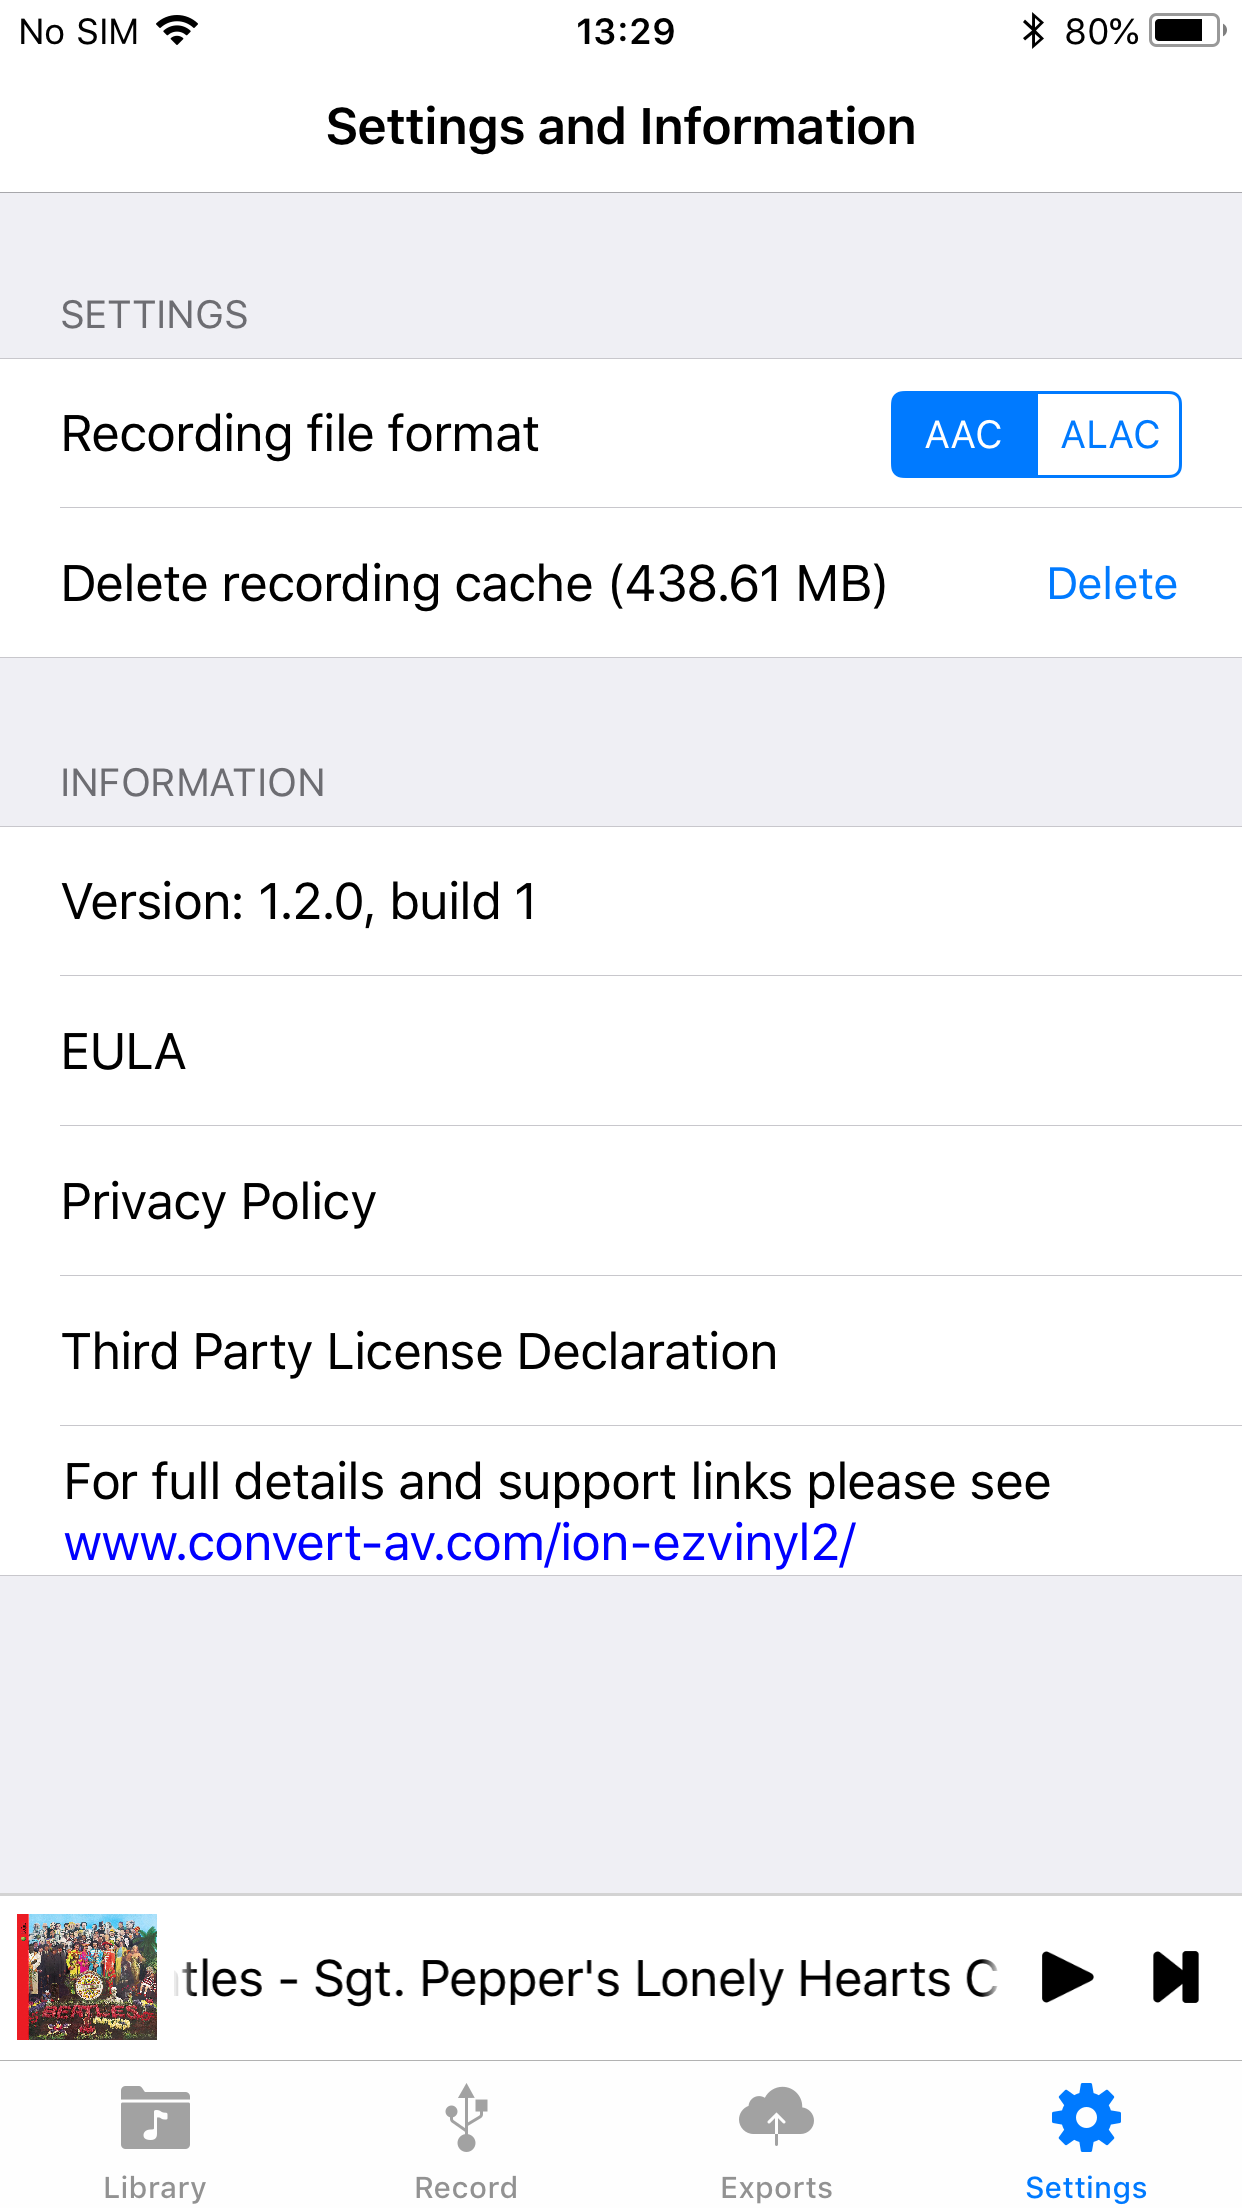 No SIM 13:29 80%
Settings and Information
SETTINGS
Recording file format AAC ALAC
Delete recording cache (438.61 MB) Delete
INFORMATION
Version: 1.2.0, build 1
EULA
Privacy Policy
Third Party License Declaration
For full details and support links please see
www.convert-av.com/ion-ezvinyl2/
BEATLES
tles - Sgt. Pepper's Lonely Hearts C
Library Record Exports Settings